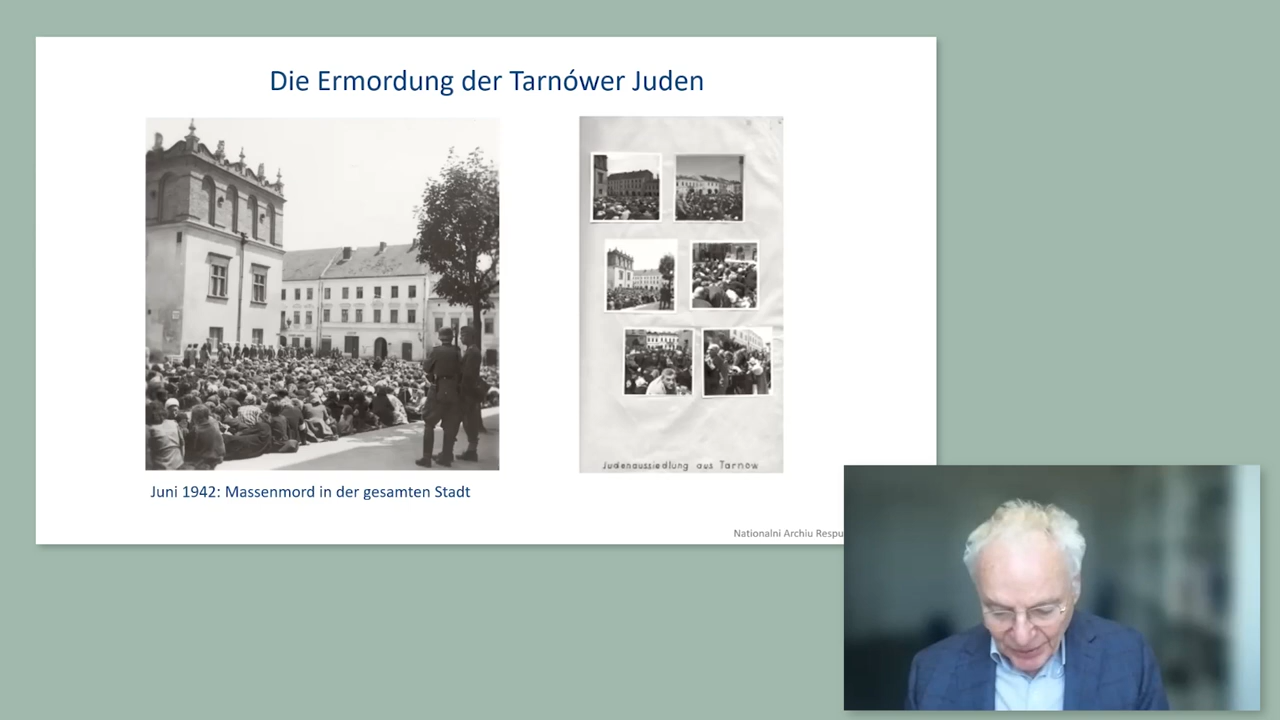 Die Ermordung der Tarnówer Juden
Judenaussiedlung aus Tarnow
Juni 1942: Massenmord in der gesamten Stadt
Nationalni Archiu Respu